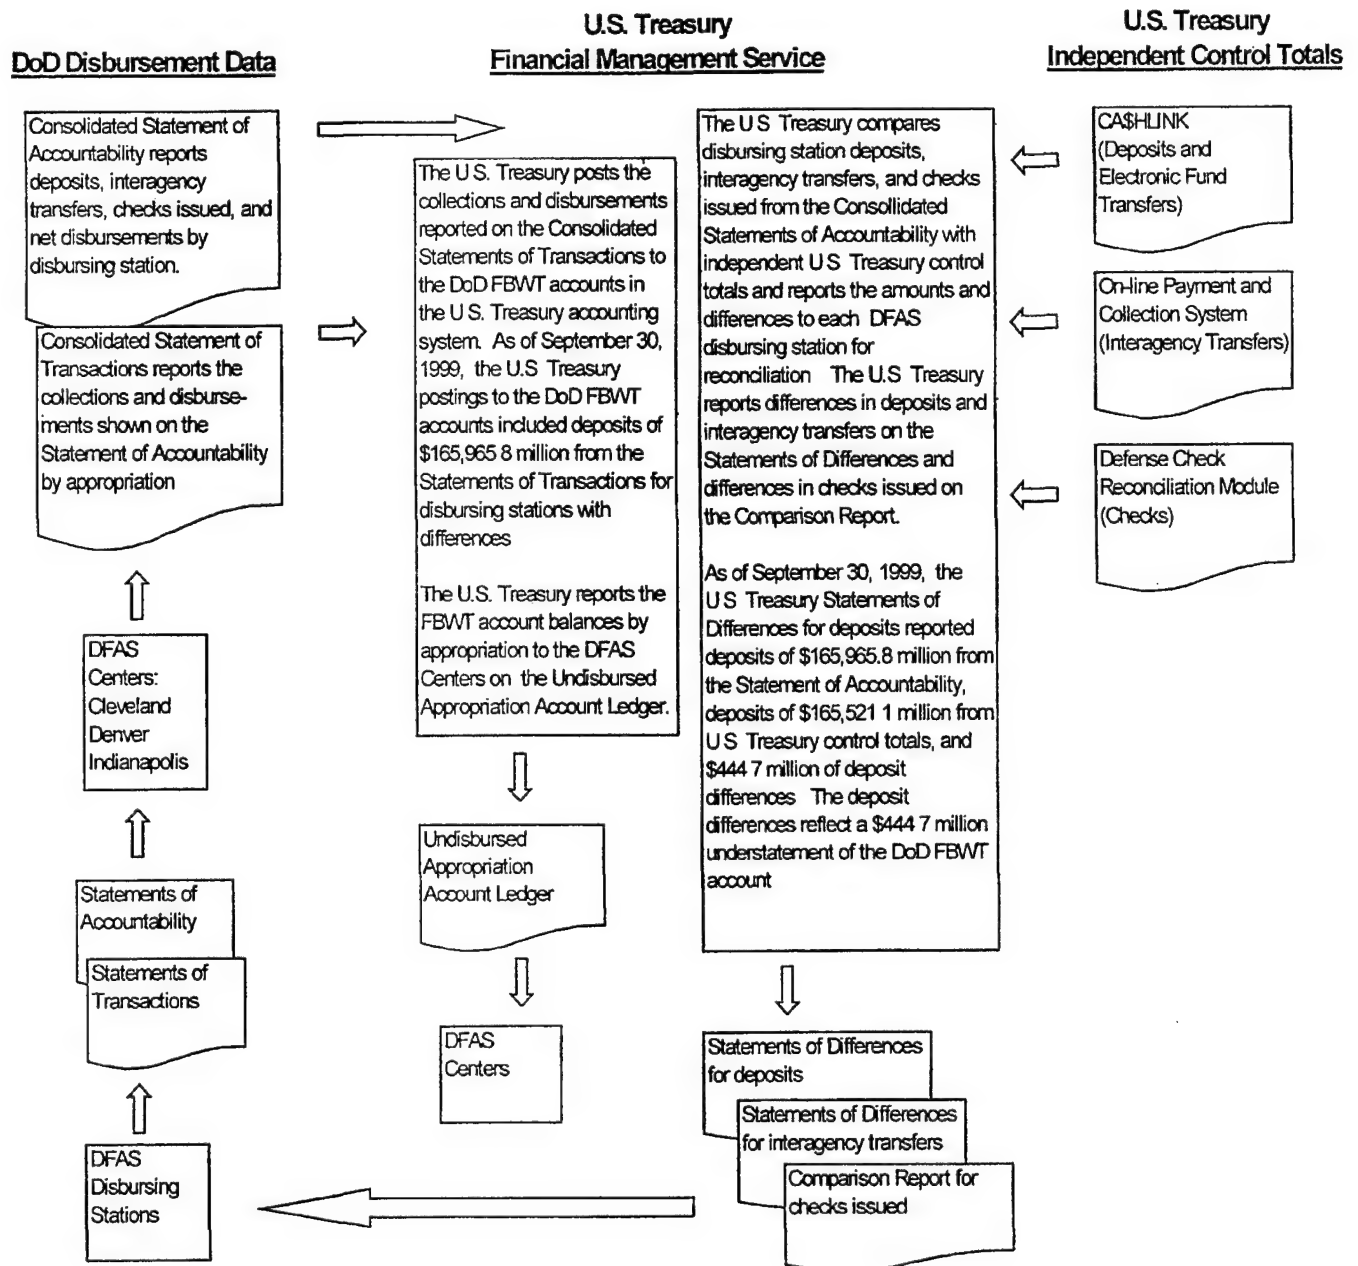 DoD Disbursement Data
U.S. Treasury
Financial Management Service
U.S. Treasury
Independent Control Totals
Consolidated Statement of
Accountability reports
deposits, interagency
transfers, checks issued, and
net disbursements by
disbursing station.
Consolidated Statement of
Transactions reports the
collections and disburse-
ments shown on the
Statement of Accountability
by appropriation
DFAS
Centers:
Cleveland
Denver
Indianapolis
Statements of
Accountability
Statements of
Transactions
DFAS
Disbursing
Stations
The U.S. Treasury posts the
collections and disbursements
reported on the Consolidated
Statements of Transactions to
the DoD FBWT accounts in
the U S. Treasury accounting
system. As of September 30,
1999, the U.S Treasury
postings to the DoD FBWT
accounts included deposits of
$165,965 8 million from the
Statements of Transactions for
disbursing stations with
differences
The U.S. Treasury reports the
FBWT account balances by
appropriation to the DFAS
Centers on the Undisbursed
Appropriation Account Ledger.
Undisbursed
Appropriation
Account Ledger
DFAS
Centers
The U S Treasury compares
disbursing station deposits,
interagency transfers, and checks
issued from the Consollidated
Statements of Accountability with
independent U S Treasury control
totals and reports the amounts and
differences to each DFAS
disbursing station for
reconciliation The U.S Treasury
reports differences in deposits and
interagency transfers on the
Statements of Differences and
differences in checks issued on
the Comparison Report.
As of September 30, 1999, the
U S Treasury Statements of
Differences for deposits reported
deposits of $165,965.8 million from
the Statement of Accountability,
deposits of $165,521 1 million from
U S Treasury control totals, and
$444 7 million of deposit
differences The deposit
differences reflect a $444 7 million
understatement of the DoD FBWT
account
Statements of Differences
for deposits
Statements of Differences
for interagency transfers
Comparison Report for
checks issued
CA$HLINK
(Deposits and
Electronic Fund
Transfers)
On-line Payment and
Collection System
(Interagency Transfers)
Defense Check
Reconciliation Module
(Checks)